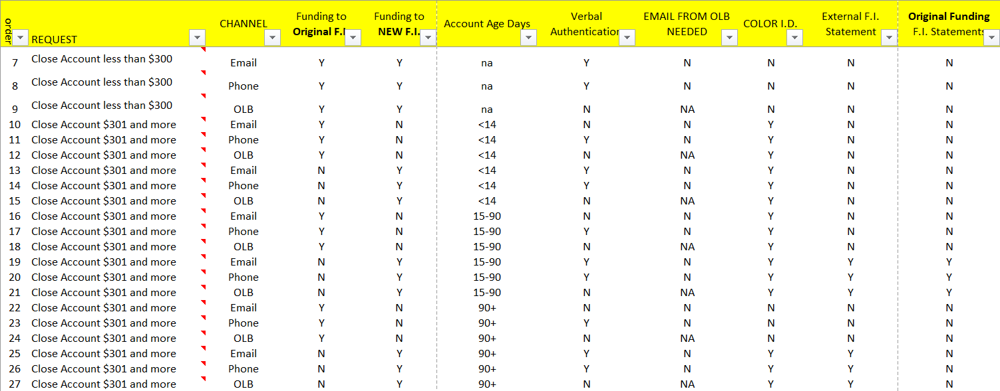 order REQUEST CHANNEL Funding to Original F.I. Funding to NEW F.I. Account Age Days Verbal Authentication EMAIL FROM OLB NEEDED COLOR I.D. External F.I. Statement Original Funding F.I. Statements
7 Close Account less than $300 Email Y Y na Y N N N N
8 Close Account less than $300 Phone Y Y na Y N N N N
9 Close Account less than $300 OLB Y Y na N NA N N N
10 Close Account $301 and more Email Y N <14 N N Y N N
11 Close Account $301 and more Phone Y N <14 Y N Y N N
12 Close Account $301 and more OLB Y N <14 N NA Y N N
13 Close Account $301 and more Email N Y <14 Y N Y N N
14 Close Account $301 and more Phone N Y <14 Y N Y N N
15 Close Account $301 and more OLB N Y <14 N NA Y N N
16 Close Account $301 and more Email Y N 15-90 N N Y N N
17 Close Account $301 and more Phone Y N 15-90 Y N Y N N
18 Close Account $301 and more OLB Y N 15-90 N NA Y N N
19 Close Account $301 and more Email N Y 15-90 Y N Y Y Y
20 Close Account $301 and more Phone N Y 15-90 Y N Y Y Y
21 Close Account $301 and more OLB N Y 15-90 N NA Y Y Y
22 Close Account $301 and more Email Y N 90+ N N N N N
23 Close Account $301 and more Phone Y N 90+ Y N N N N
24 Close Account $301 and more OLB Y N 90+ N NA N N N
25 Close Account $301 and more Email N Y 90+ Y N Y Y N
26 Close Account $301 and more Phone N Y 90+ Y N Y Y N
27 Close Account $301 and more OLB N Y 90+ N NA Y Y N